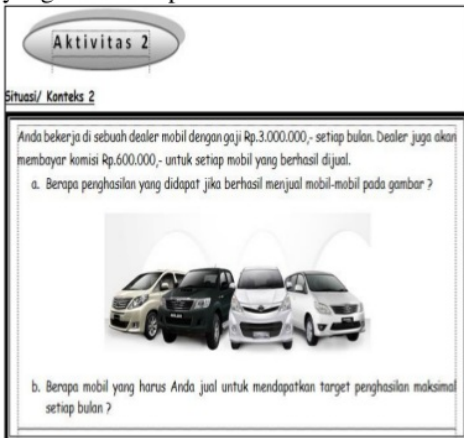 Aktivitas 2
Situasi/ Konteks 2
Anda bekerja di sebuah dealer mobil dengan gaji Rp.3.000.000,- setiap bulan. Dealer juga akan
membayar komisi Rp.600.000,- untuk setiap mobil yang berhasil dijual.
a. Berapa penghasilan yang didapat jika berhasil menjual mobil-mobil pada gambar ?
b. Berapa mobil yang harus Anda jual untuk mendapatkan target penghasilan maksimal
setiap bulan ?